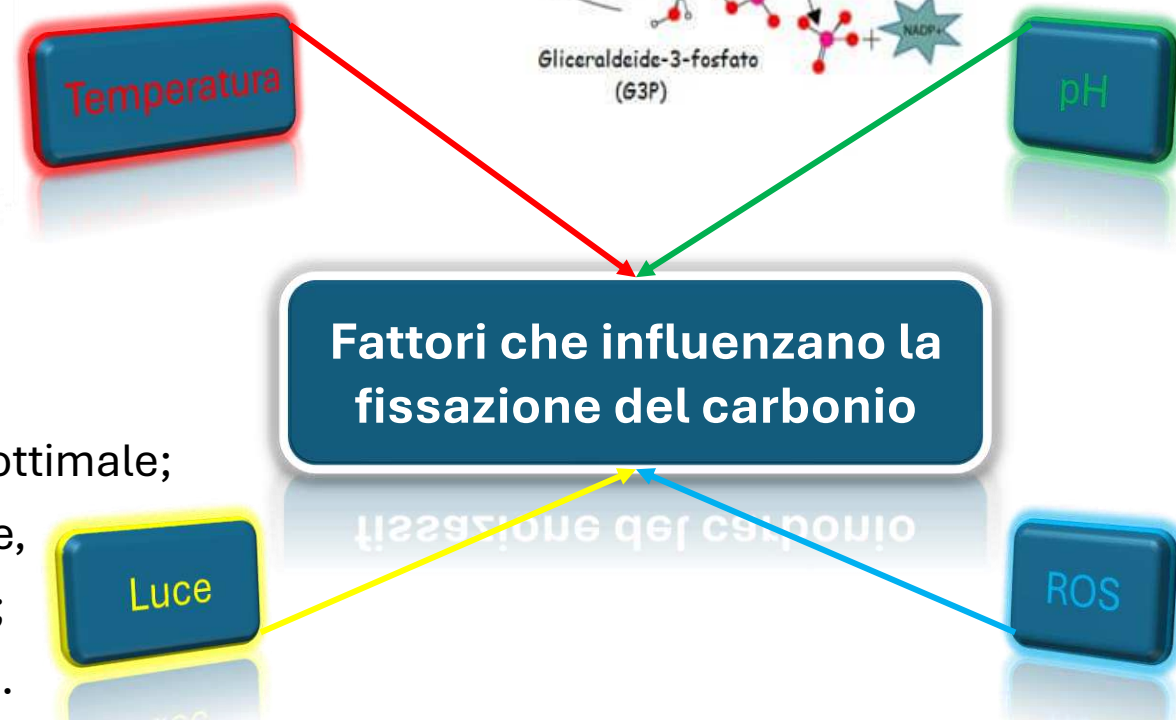 NADP+
+
Gliceraldeide-3-fosfato
(G3P)
Temperatura
pH
Fattori che influenzano la
fissazione del carbonio
ottimale;
e,
;
.
Luce
ROS